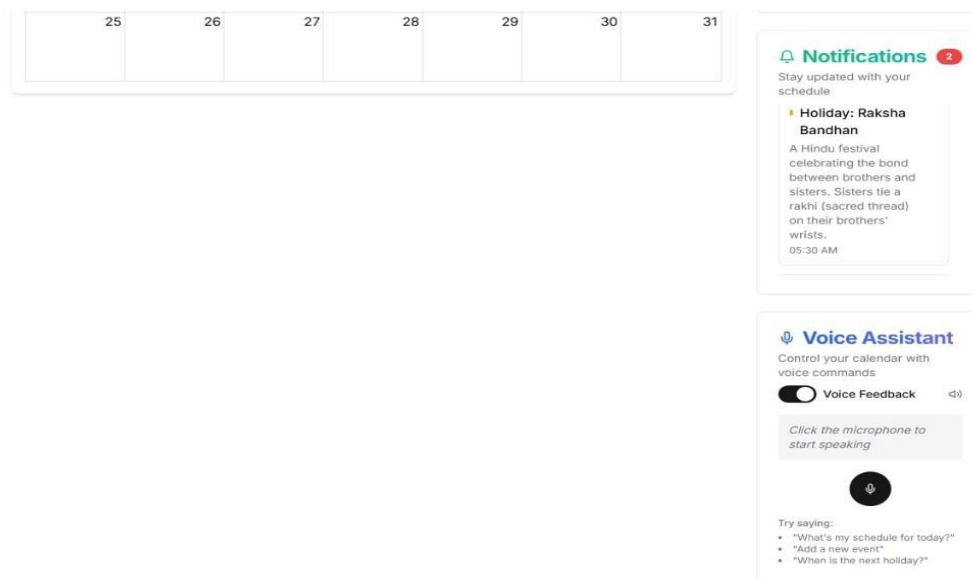 25 26 27 28 29 30 31
Notifications 2
Stay updated with your
schedule
Holiday: Raksha
Bandhan
A Hindu festival
celebrating the bond
between brothers and
sisters. Sisters tie a
rakhi (sacred thread)
on their brothers'
wrists.
05:30 AM
Voice Assistant
Control your calendar with
voice commands
Voice Feedback
Click the microphone to
start speaking
Try saying:
• "What's my schedule for today?"
• "Add a new event"
• "When is the next holiday?"